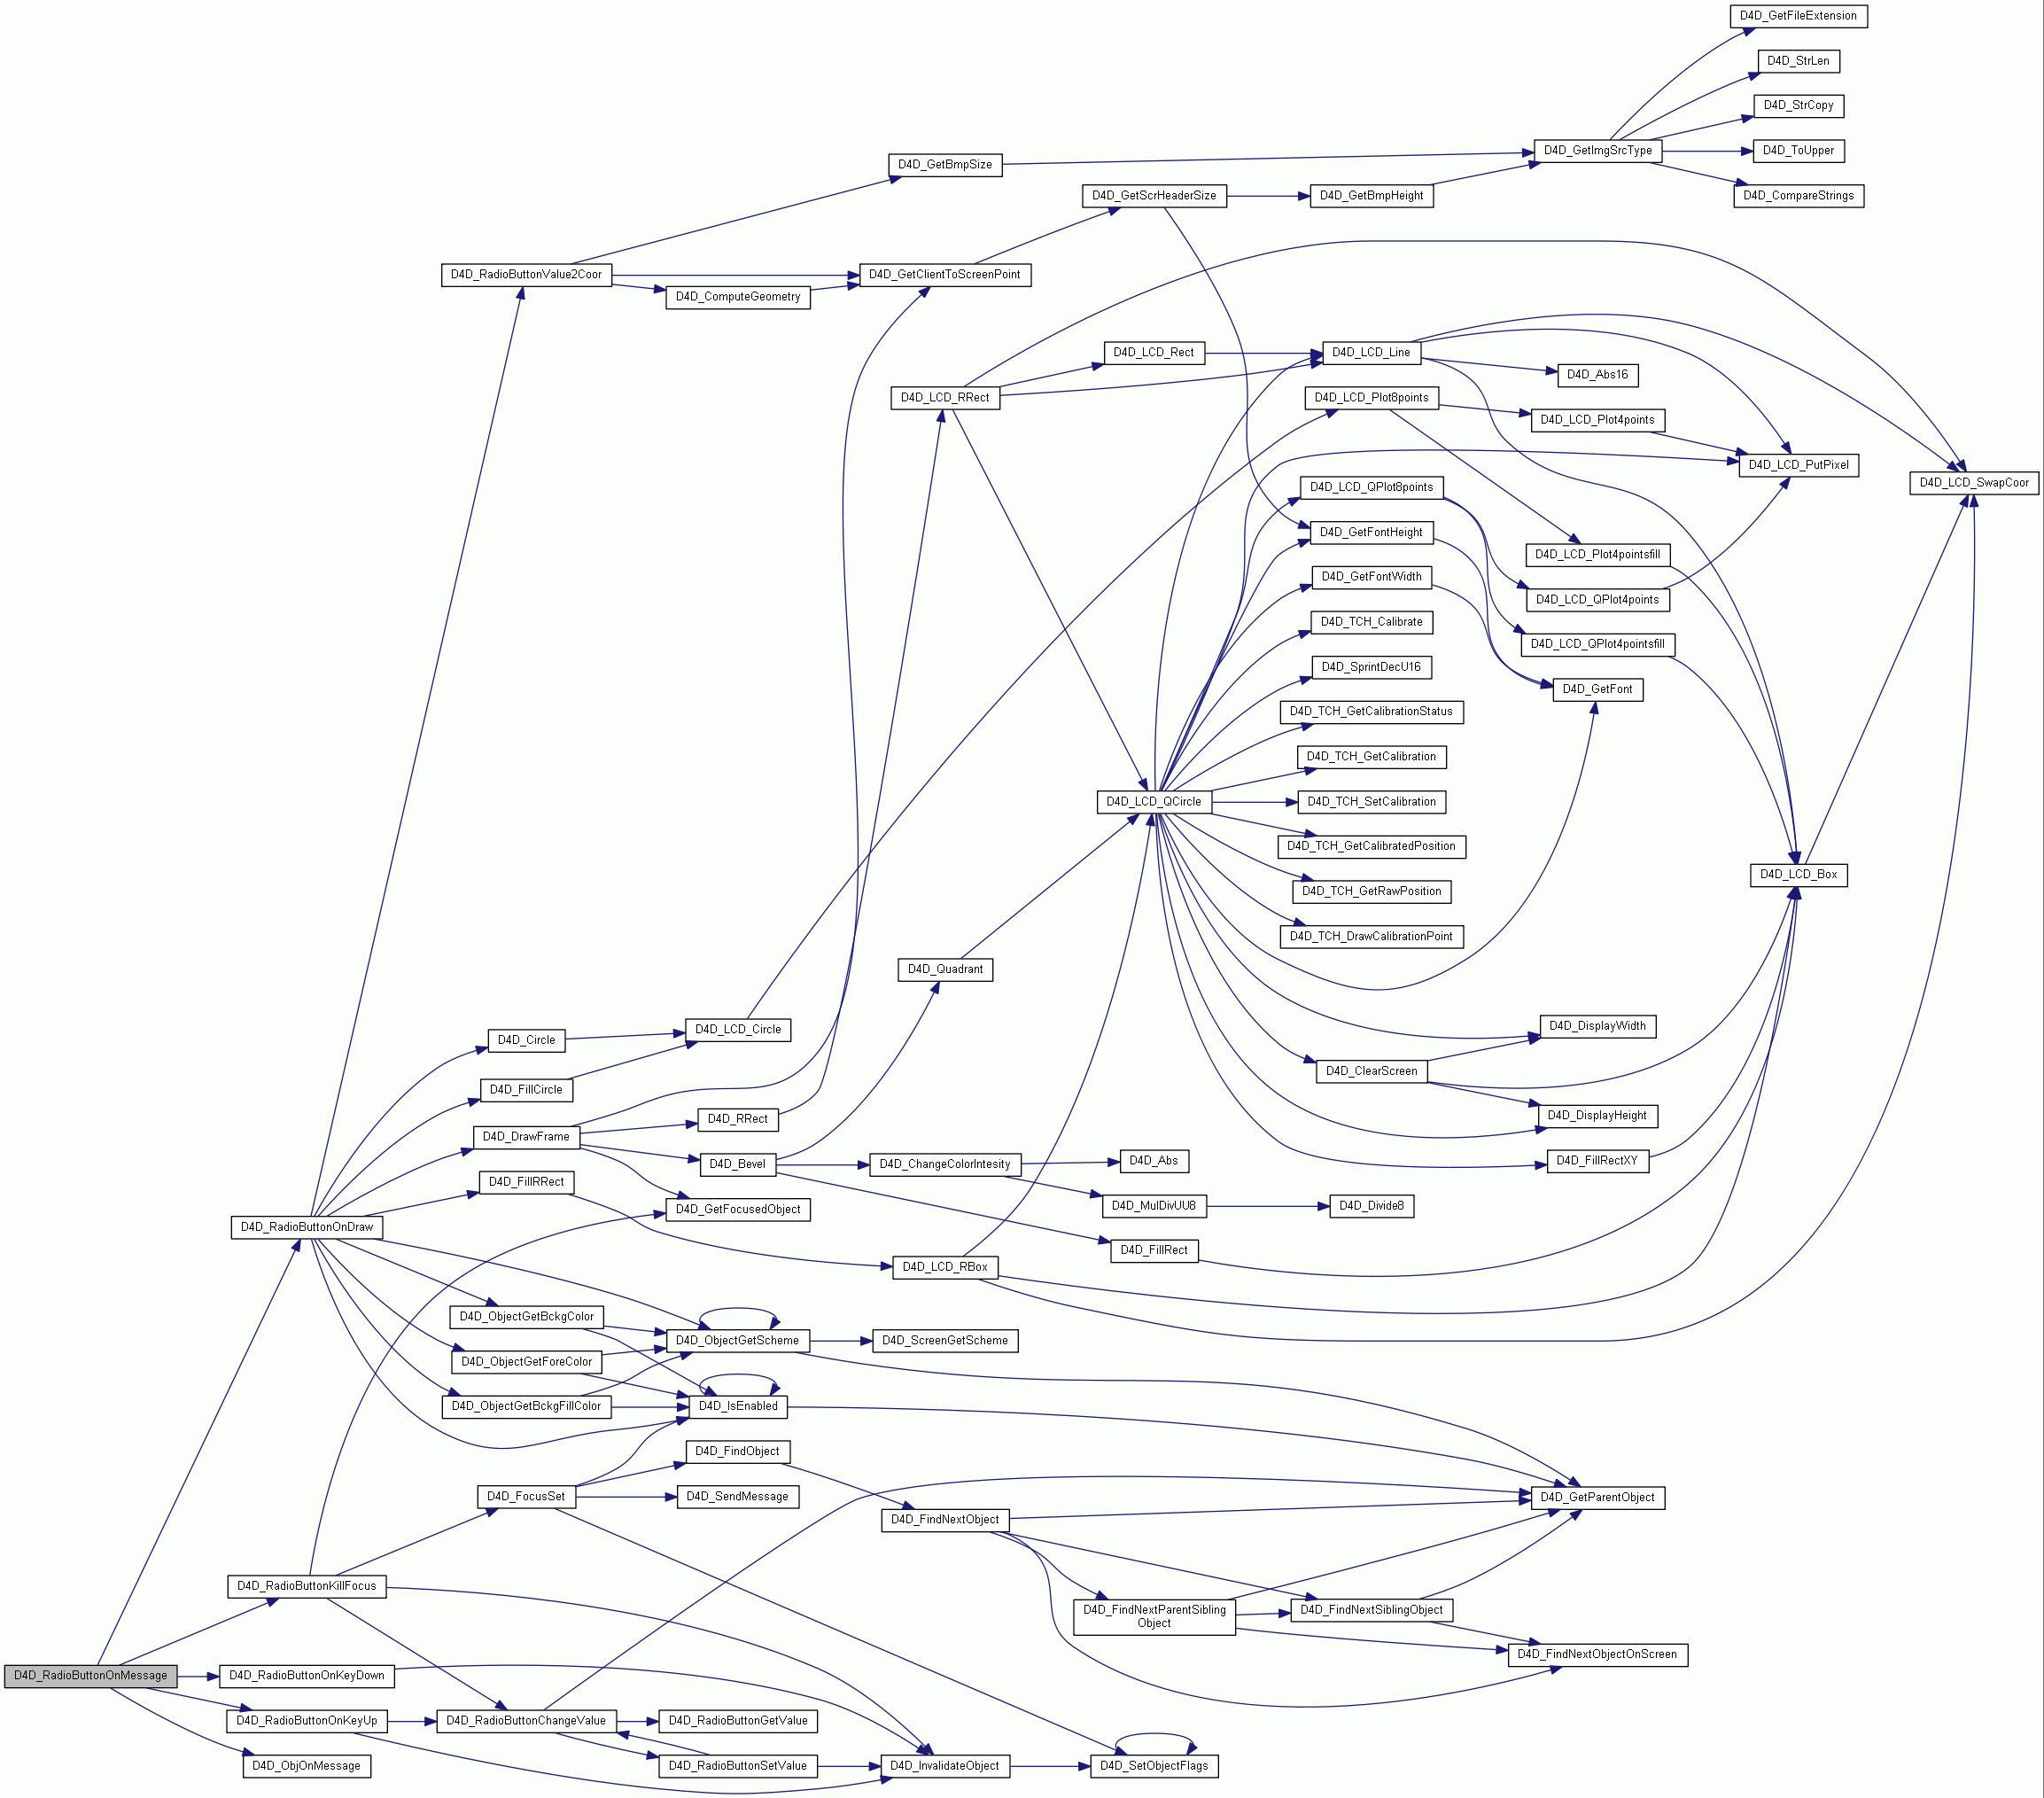 D4D_GetFileExtension
D4D_StrLen
D4D_StrCopy
D4D_GetImgSrcType
D4D_ToUpper
D4D_GetBmpSize
D4D_GetScrHeaderSize
D4D_GetBmpHeight
D4D_CompareStrings
D4D_RadioButtonValue2Coor
D4D_GetClientToScreenPoint
D4D_ComputeGeometry
D4D_LCD_Rect
D4D_LCD_Line
D4D_Abs16
D4D_LCD_RRect
D4D_LCD_Plot8points
D4D_LCD_Plot4points
D4D_LCD_PutPixel
D4D_LCD_SwapCoor
D4D_LCD_QPlot8points
D4D_GetFontHeight
D4D_LCD_Plot4pointsfill
D4D_GetFontWidth
D4D_LCD_QPlot4points
D4D_TCH_Calibrate
D4D_LCD_QPlot4pointsfill
D4D_SprintDecU16
D4D_GetFont
D4D_TCH_GetCalibrationStatus
D4D_TCH_GetCalibration
D4D_LCD_QCircle
D4D_TCH_SetCalibration
D4D_TCH_GetCalibratedPosition
D4D_LCD_Box
D4D_TCH_GetRawPosition
D4D_TCH_DrawCalibrationPoint
D4D_Quadrant
D4D_LCD_Circle
D4D_DisplayWidth
D4D_Circle
D4D_ClearScreen
D4D_FillCircle
D4D_RRect
D4D_DisplayHeight
D4D_DrawFrame
D4D_Bevel
D4D_ChangeColorIntesity
D4D_Abs
D4D_FillRectXY
D4D_FillRRect
D4D_GetFocusedObject
D4D_MulDivUU8
D4D_Divide8
D4D_RadioButtonOnDraw
D4D_FillRect
D4D_LCD_RBox
D4D_ObjectGetBckgColor
D4D_ObjectGetScheme
D4D_ScreenGetScheme
D4D_ObjectGetForeColor
D4D_ObjectGetBckgFillColor
D4D_IsEnabled
D4D_FindObject
D4D_FocusSet
D4D_SendMessage
D4D_GetParentObject
D4D_FindNextObject
D4D_RadioButtonKillFocus
D4D_FindNextParentSibling
Object
D4D_FindNextSiblingObject
D4D_FindNextObjectOnScreen
D4D_RadioButtonOnMessage
D4D_RadioButtonOnKeyDown
D4D_RadioButtonOnKeyUp
D4D_RadioButtonChangeValue
D4D_RadioButtonGetValue
D4D_ObjOnMessage
D4D_RadioButtonSetValue
D4D_InvalidateObject
D4D_SetObjectFlags